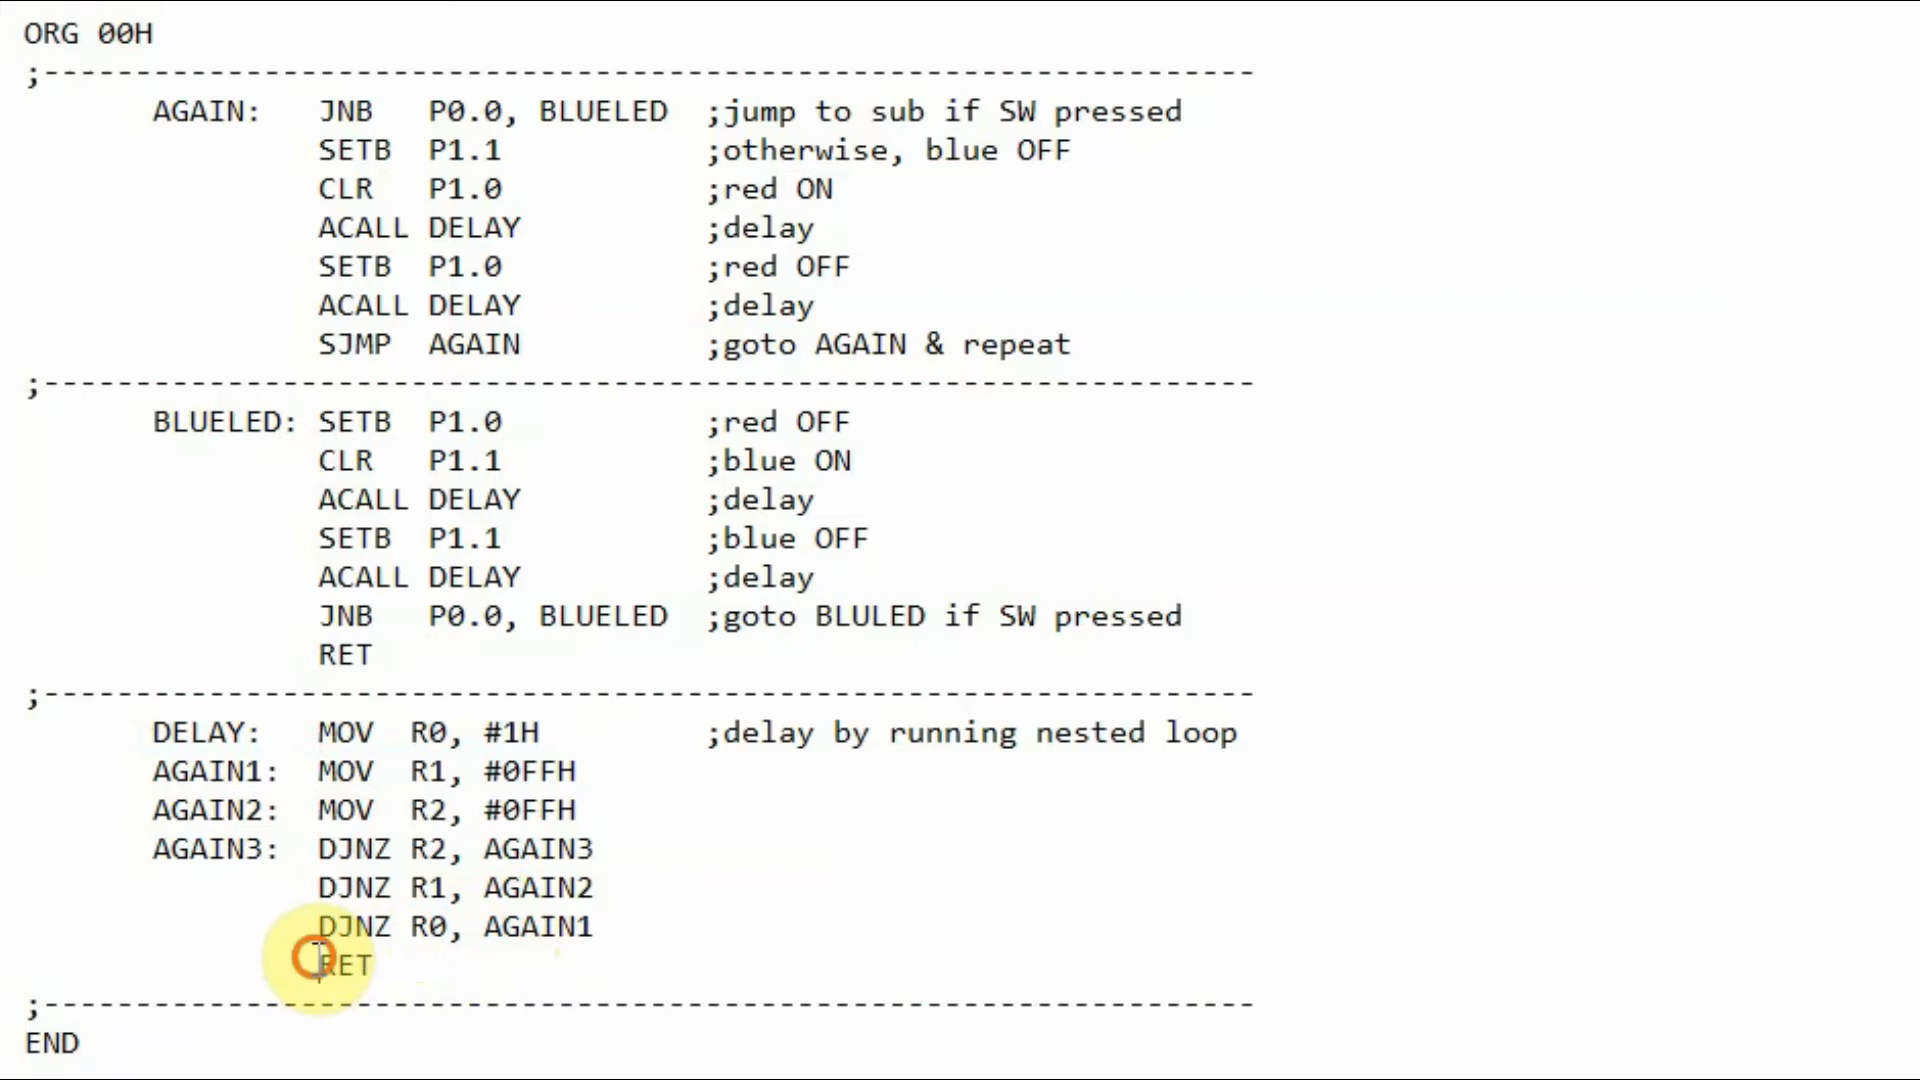 ORG 00H
;------------------------------------------------------------------
AGAIN: JNB P0.0, BLUELED ;jump to sub if SW pressed
SETB P1.1 ;otherwise, blue OFF
CLR P1.0 ;red ON
ACALL DELAY ;delay
SETB P1.0 ;red OFF
ACALL DELAY ;delay
SJMP AGAIN ;goto AGAIN & repeat
;------------------------------------------------------------------
BLUELED: SETB P1.0 ;red OFF
CLR P1.1 ;blue ON
ACALL DELAY ;delay
SETB P1.1 ;blue OFF
ACALL DELAY ;delay
JNB P0.0, BLUELED ;goto BLULED if SW pressed
RET
;------------------------------------------------------------------
DELAY: MOV R0, #1H ;delay by running nested loop
AGAIN1: MOV R1, #0FFH
AGAIN2: MOV R2, #0FFH
AGAIN3: DJNZ R2, AGAIN3
DJNZ R1, AGAIN2
DJNZ R0, AGAIN1
RET
;------------------------------------------------------------------
END